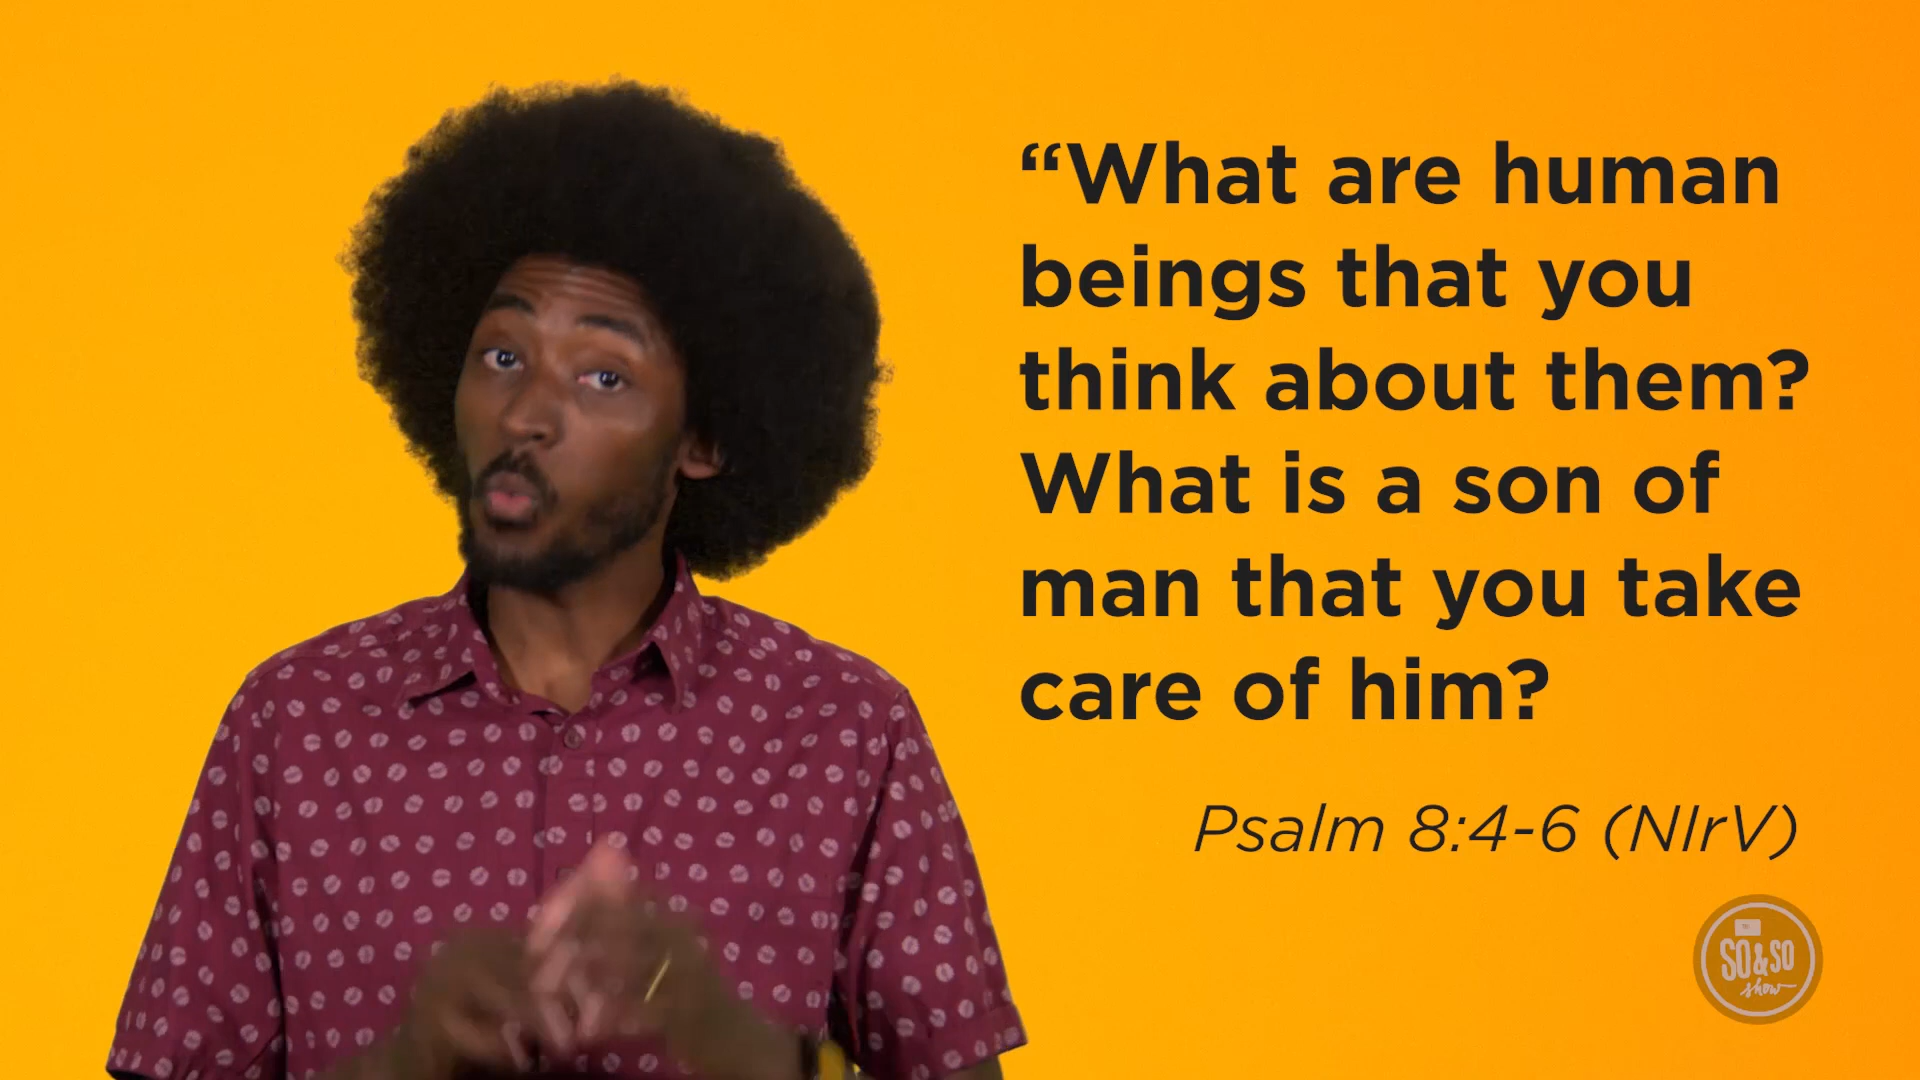 “What are human
beings that you
think about them?
What is a son of
man that you take
care of him?
Psalm 8:4-6 (NIrV)
SO & SO
show